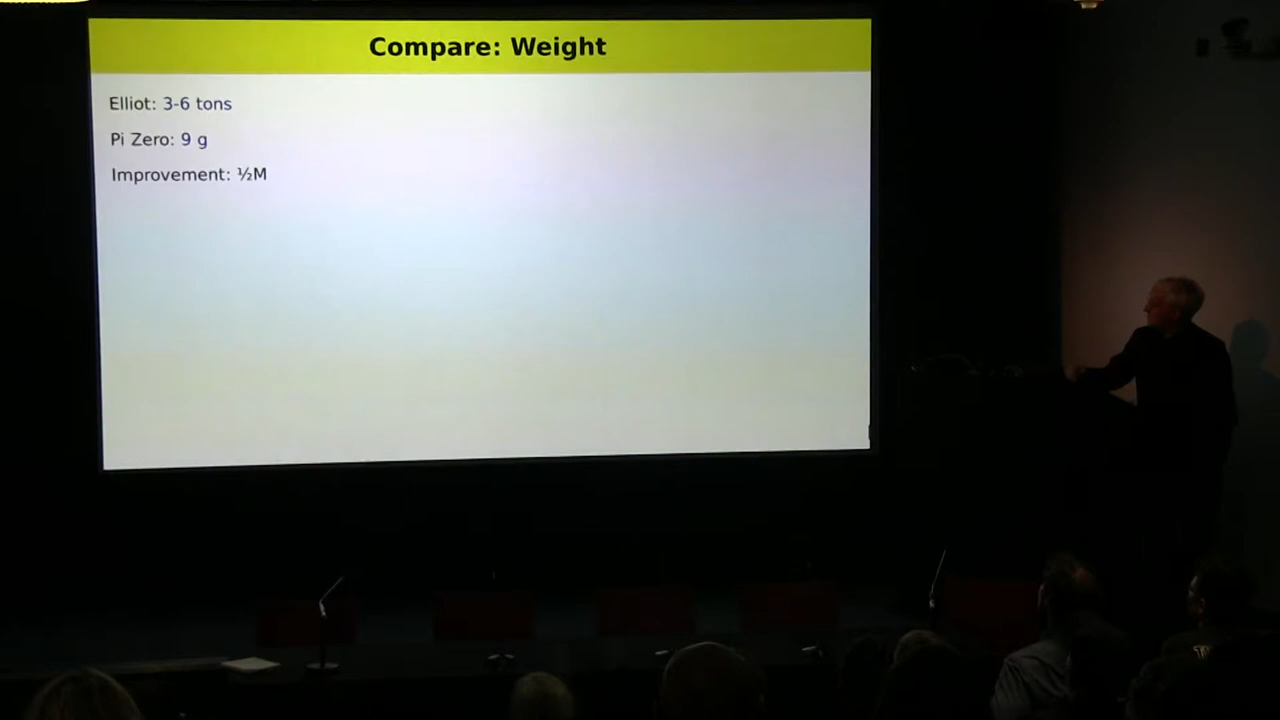 Compare: Weight
Elliot: 3-6 tons
Pi Zero: 9 g
Improvement: ½M